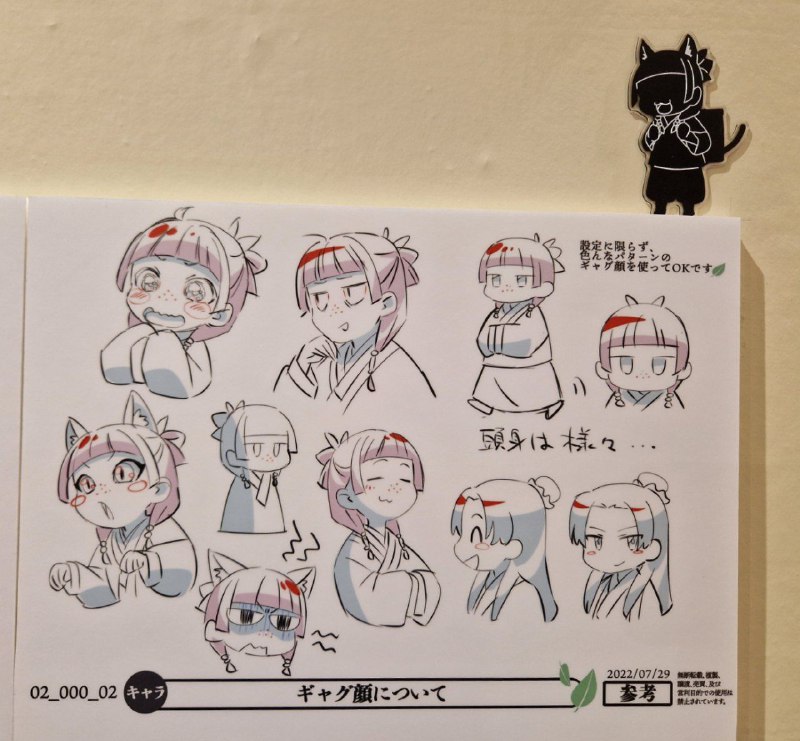 設定に限らず、
色んなパターンの
ギャグ顔を使ってOKです
頭身は様々...
02_000_02 キャラ ギャグ顔について
2022/07/29
参考
無断転載、複製、
譲渡、売買、及び
営利目的での使用は
禁止されています。